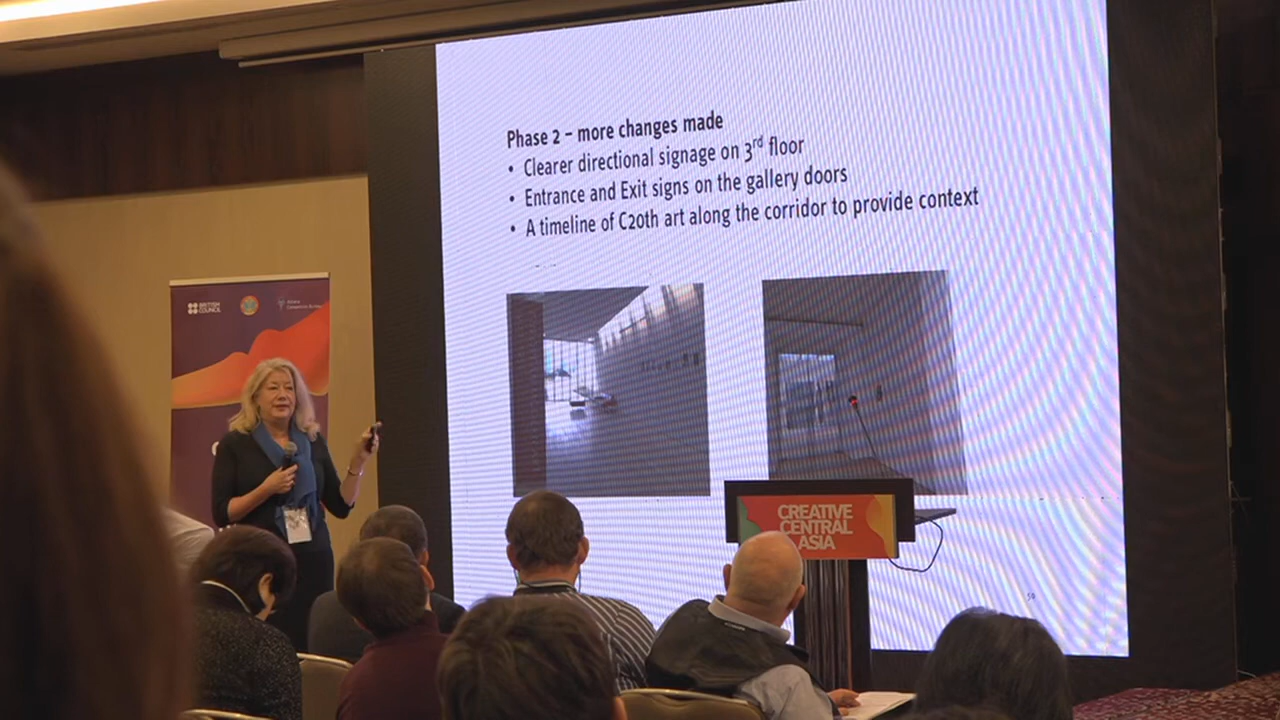 Phase 2 – more changes made
• Clearer directional signage on 3rd floor
• Entrance and Exit signs on the gallery doors
• A timeline of C20th art along the corridor to provide context
BRITISH
COUNCIL
CREATIVE
CENTRAL
ASIA